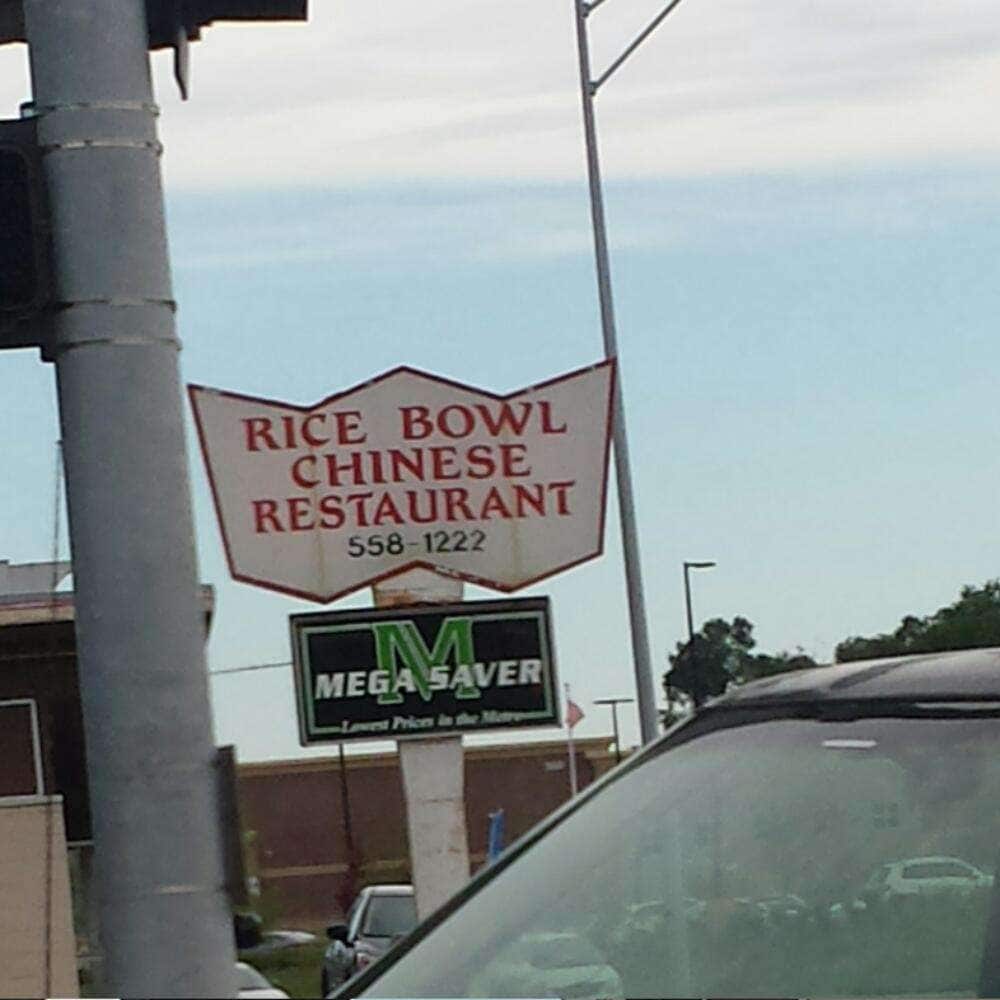 RICE BOWL
CHINESE
RESTAURANT
558-1222
M
MEGA SAVER
Lowest Prices in the Metro